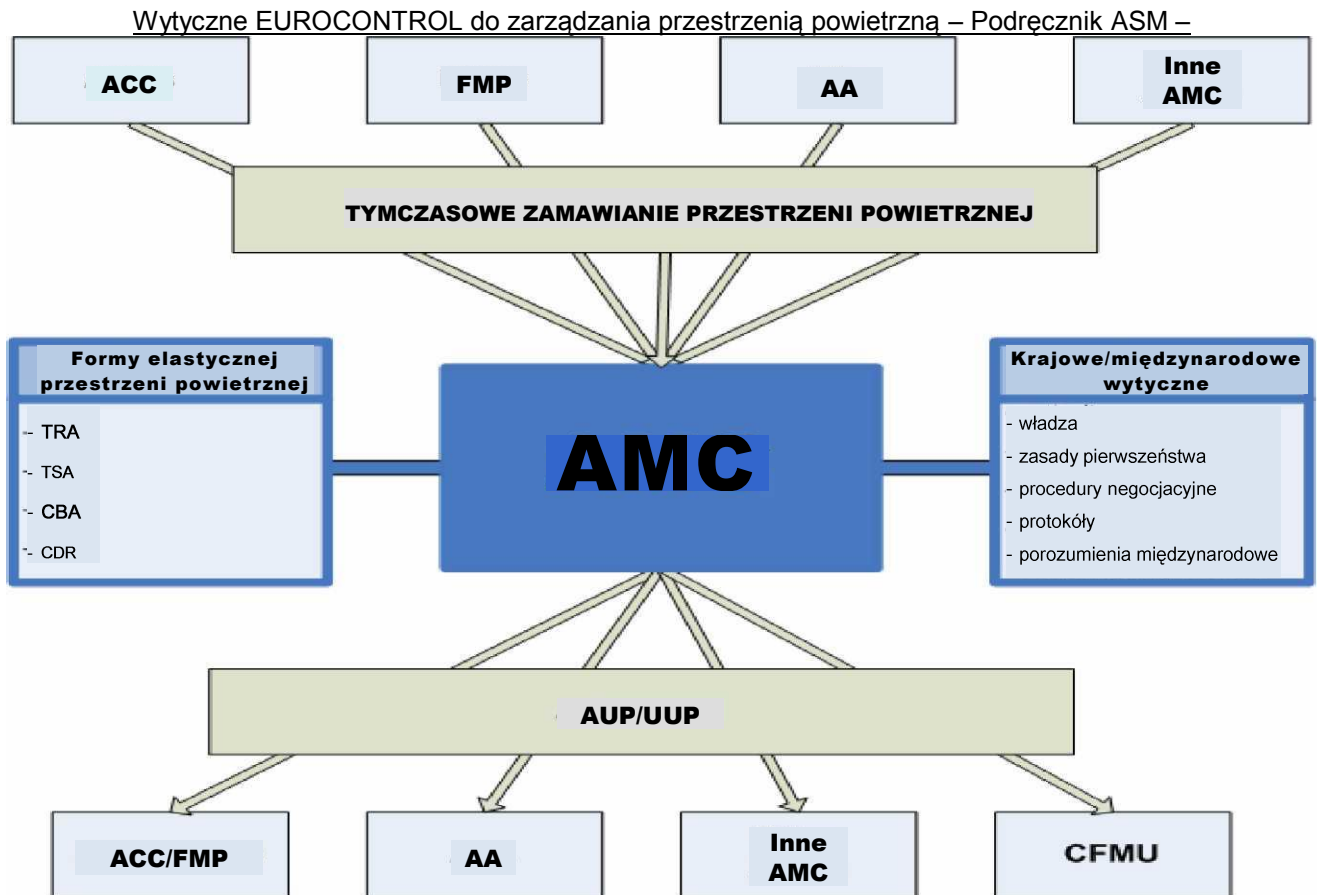 Wytyczne EUROCONTROL do zarządzania przestrzenią powietrzną – Podręcznik ASM –
ACC
FMP
AA
Inne
AMC
TYMCZASOWE ZAMAWIANIE PRZESTRZENI POWIETRZNEJ
Formy elastycznej
przestrzeni powietrznej
- TRA
- TSA
- CBA
- CDR
AMC
Krajowe/międzynarodowe
wytyczne
- władza
- zasady pierwszeństwa
- procedury negocjacyjne
- protokóły
- porozumienia międzynarodowe
AUP/UUP
ACC/FMP
AA
Inne
AMC
CFMU